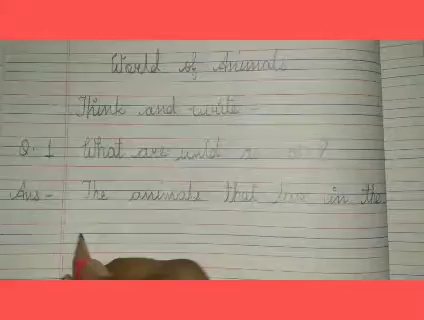 World of Animals
Think and write -
Q. 1 What are wild ?
Ans - The animals that live in the